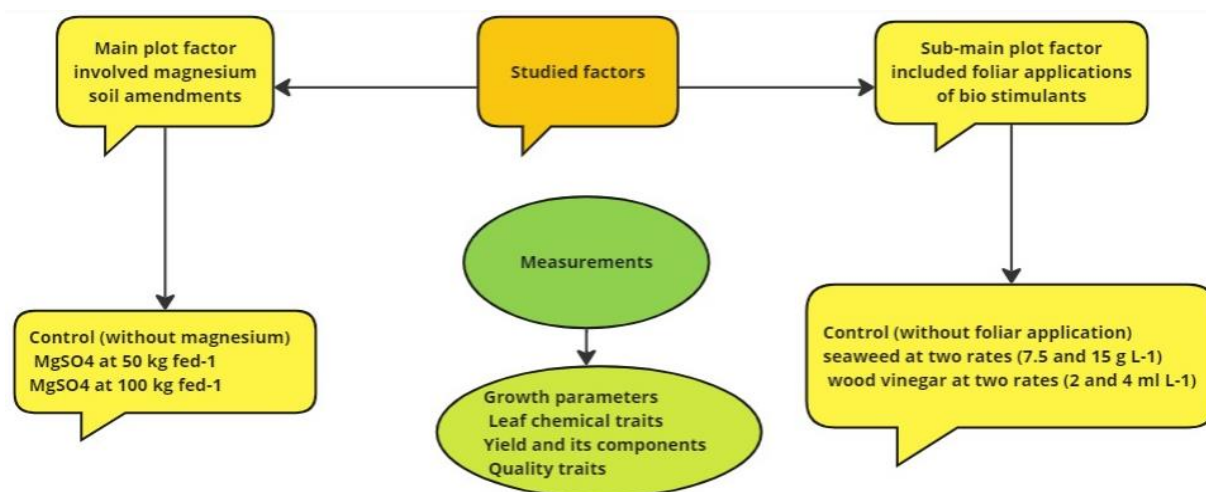 Main plot factor
involved magnesium
soil amendments
Studied factors
Sub-main plot factor
included foliar applications
of bio stimulants
Measurements
Control (without magnesium)
MgSO4 at 50 kg fed-1
MgSO4 at 100 kg fed-1
Growth parameters
Leaf chemical traits
Yield and its components
Quality traits
Control (without foliar application)
seaweed at two rates (7.5 and 15 g L-1)
wood vinegar at two rates (2 and 4 ml L-1)